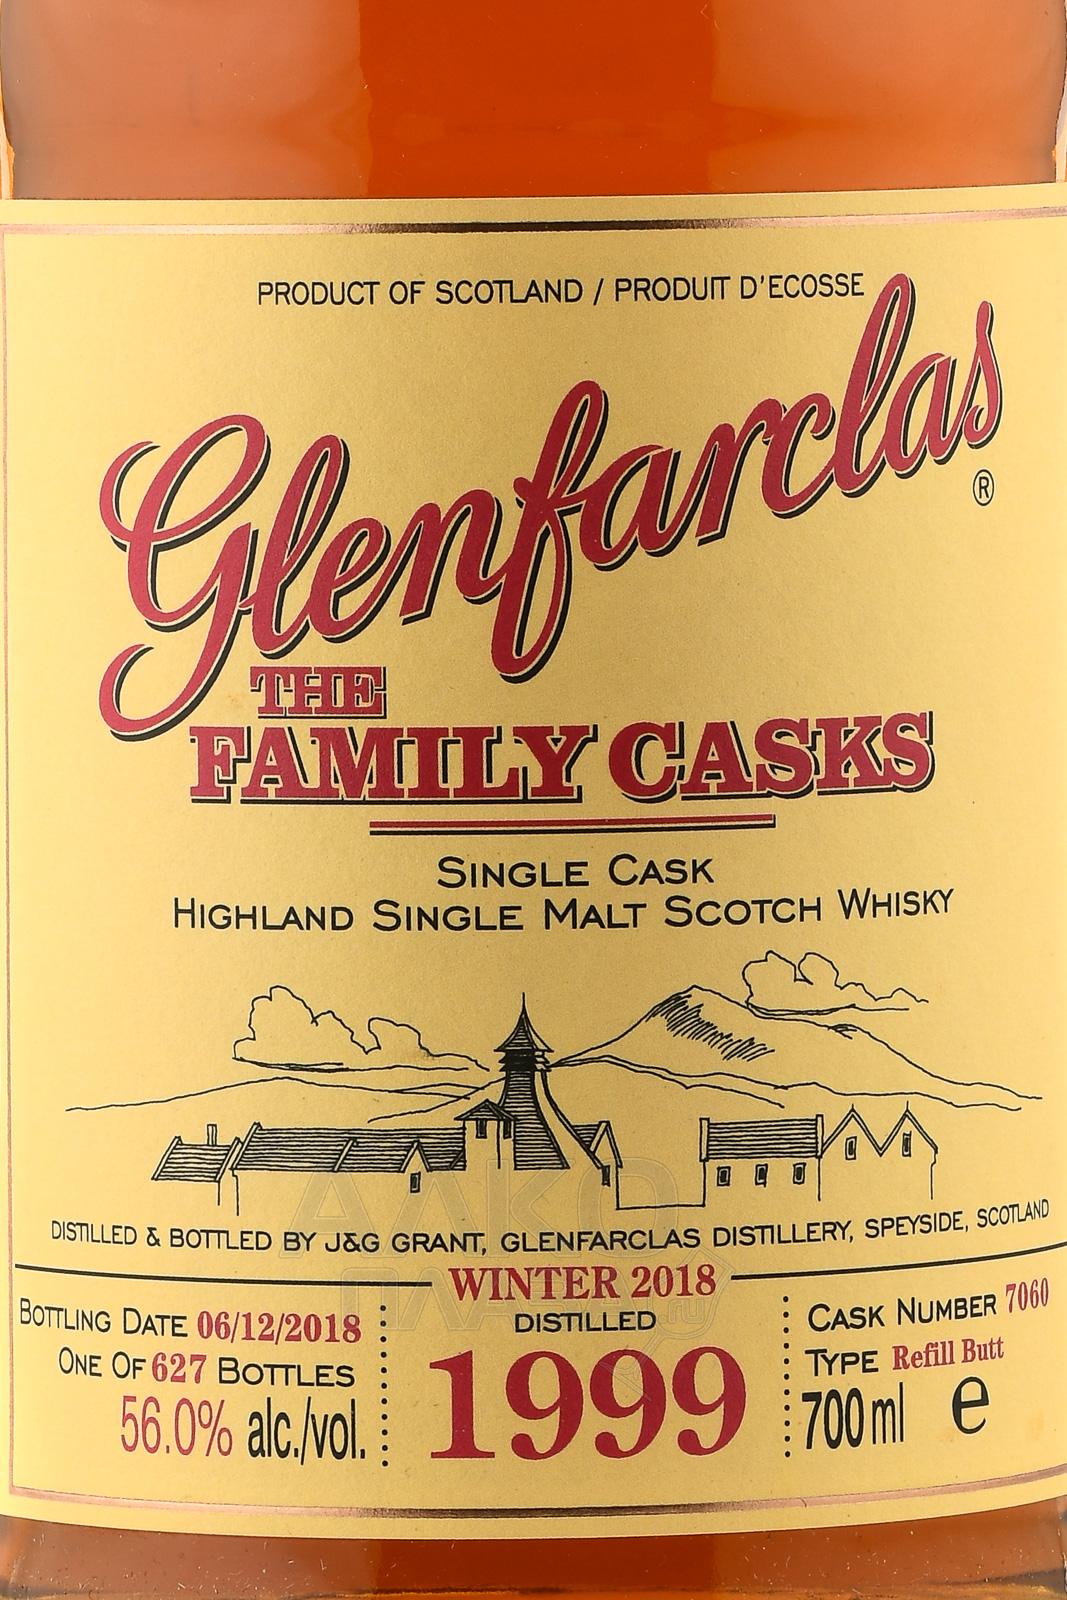 PRODUCT OF SCOTLAND / PRODUIT D'ECOSSE
Glenfarclas
®
THE
FAMILY CASKS
SINGLE CASK
HIGHLAND SINGLE MALT SCOTCH WHISKY
DISTILLED & BOTTLED BY J&G GRANT, GLENFARCLAS DISTILLERY, SPEYSIDE, SCOTLAND
WINTER 2018
BOTTLING DATE 06/12/2018
ONE OF 627 BOTTLES
56.0% alc./vol.
DISTILLED
1999
CASK NUMBER 7060
TYPE Refill Butt
700 ml e